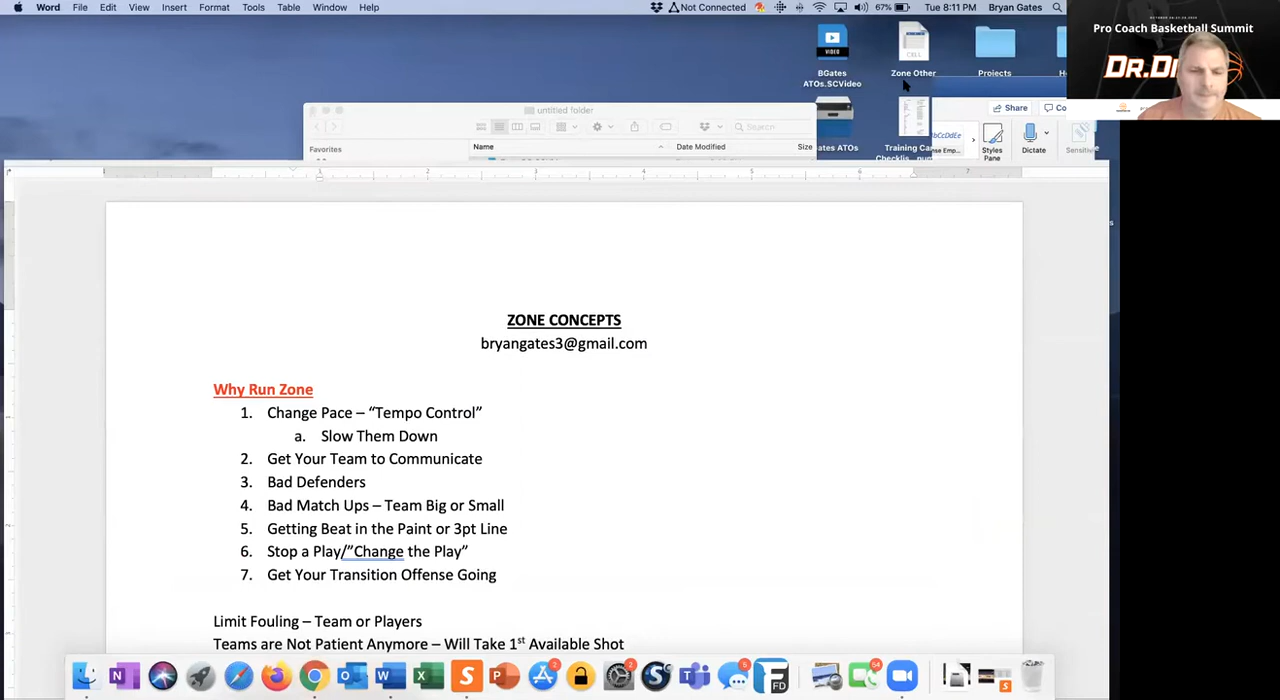 Word File Edit View Insert Format Tools Table Window Help
Not Connected 67% Tue 8:11 PM Bryan Gates
Pro Coach Basketball Summit
VIDEO
CELL
BGates
ATOs.SCVideo
Zone Other
Projects
untitled folder
Search
Share
AbCcDdEe
Styles
Pane
Dictate
Favorites
Name Date Modified Size
ates ATOs
Training Ca
ZONE CONCEPTS
bryangates3@gmail.com
Why Run Zone
1. Change Pace – “Tempo Control”
a. Slow Them Down
2. Get Your Team to Communicate
3. Bad Defenders
4. Bad Match Ups – Team Big or Small
5. Getting Beat in the Paint or 3pt Line
6. Stop a Play/”Change the Play”
7. Get Your Transition Offense Going
Limit Fouling – Team or Players
Teams are Not Patient Anymore – Will Take 1st Available Shot